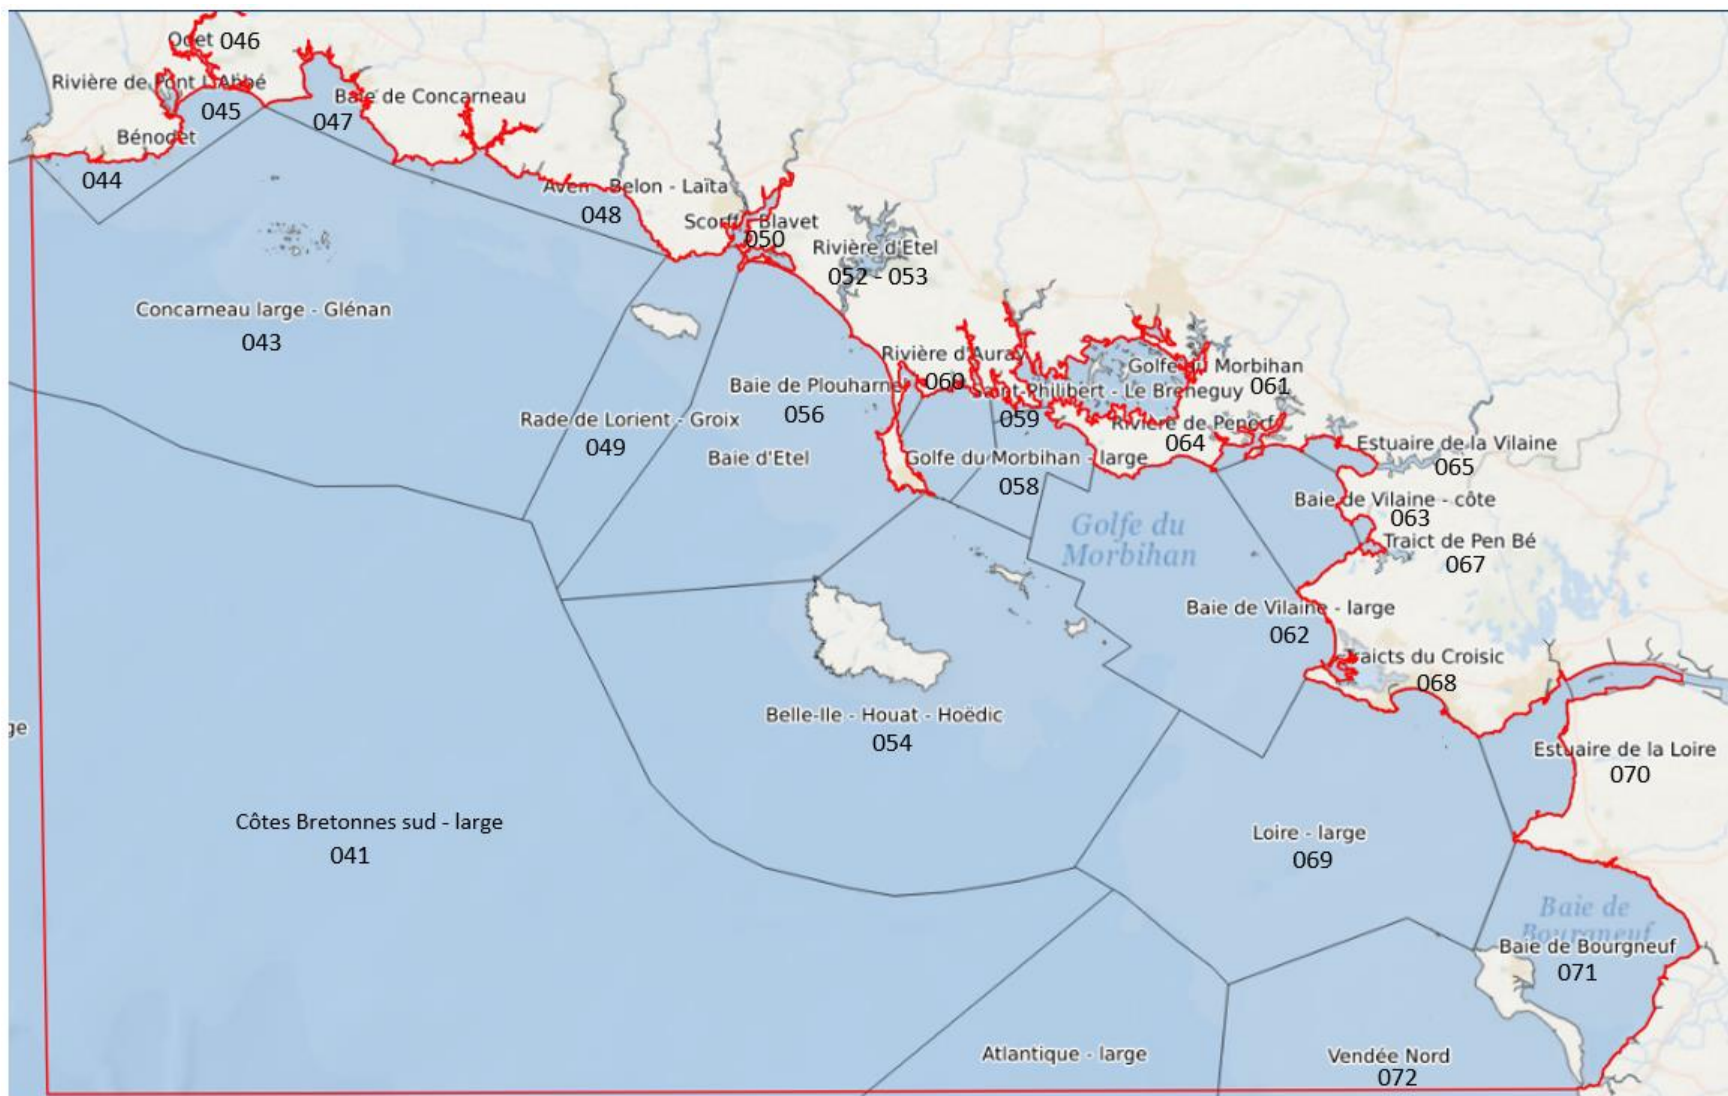 Odet 046
Rivière de Pont L'Abbé
045
Baie de Concarneau
047
Bénodet
044
Aven - Belon - Laïta
048
Scorff - Blavet
050
Rivière d'Etel
052 - 053
Concarneau large - Glénan
043
Rivière d'Auray
060
Golfe du Morbihan
061
Baie de Plouharnel
056
Saint-Philibert - Le Breneguy
059
Rade de Lorient - Groix
049
Rivière de Penerf
064
Estuaire de la Vilaine
065
Baie d'Etel
Golfe du Morbihan - large
058
Baie de Vilaine - côte
063
Golfe du
Morbihan
Traict de Pen Bé
067
Baie de Vilaine - large
062
Traicts du Croisic
068
Belle-Ile - Houat - Hoëdic
054
ge
Estuaire de la Loire
070
Côtes Bretonnes sud - large
041
Loire - large
069
Baie de
Bourgneuf
Baie de Bourgneuf
071
Atlantique - large
Vendée Nord
072